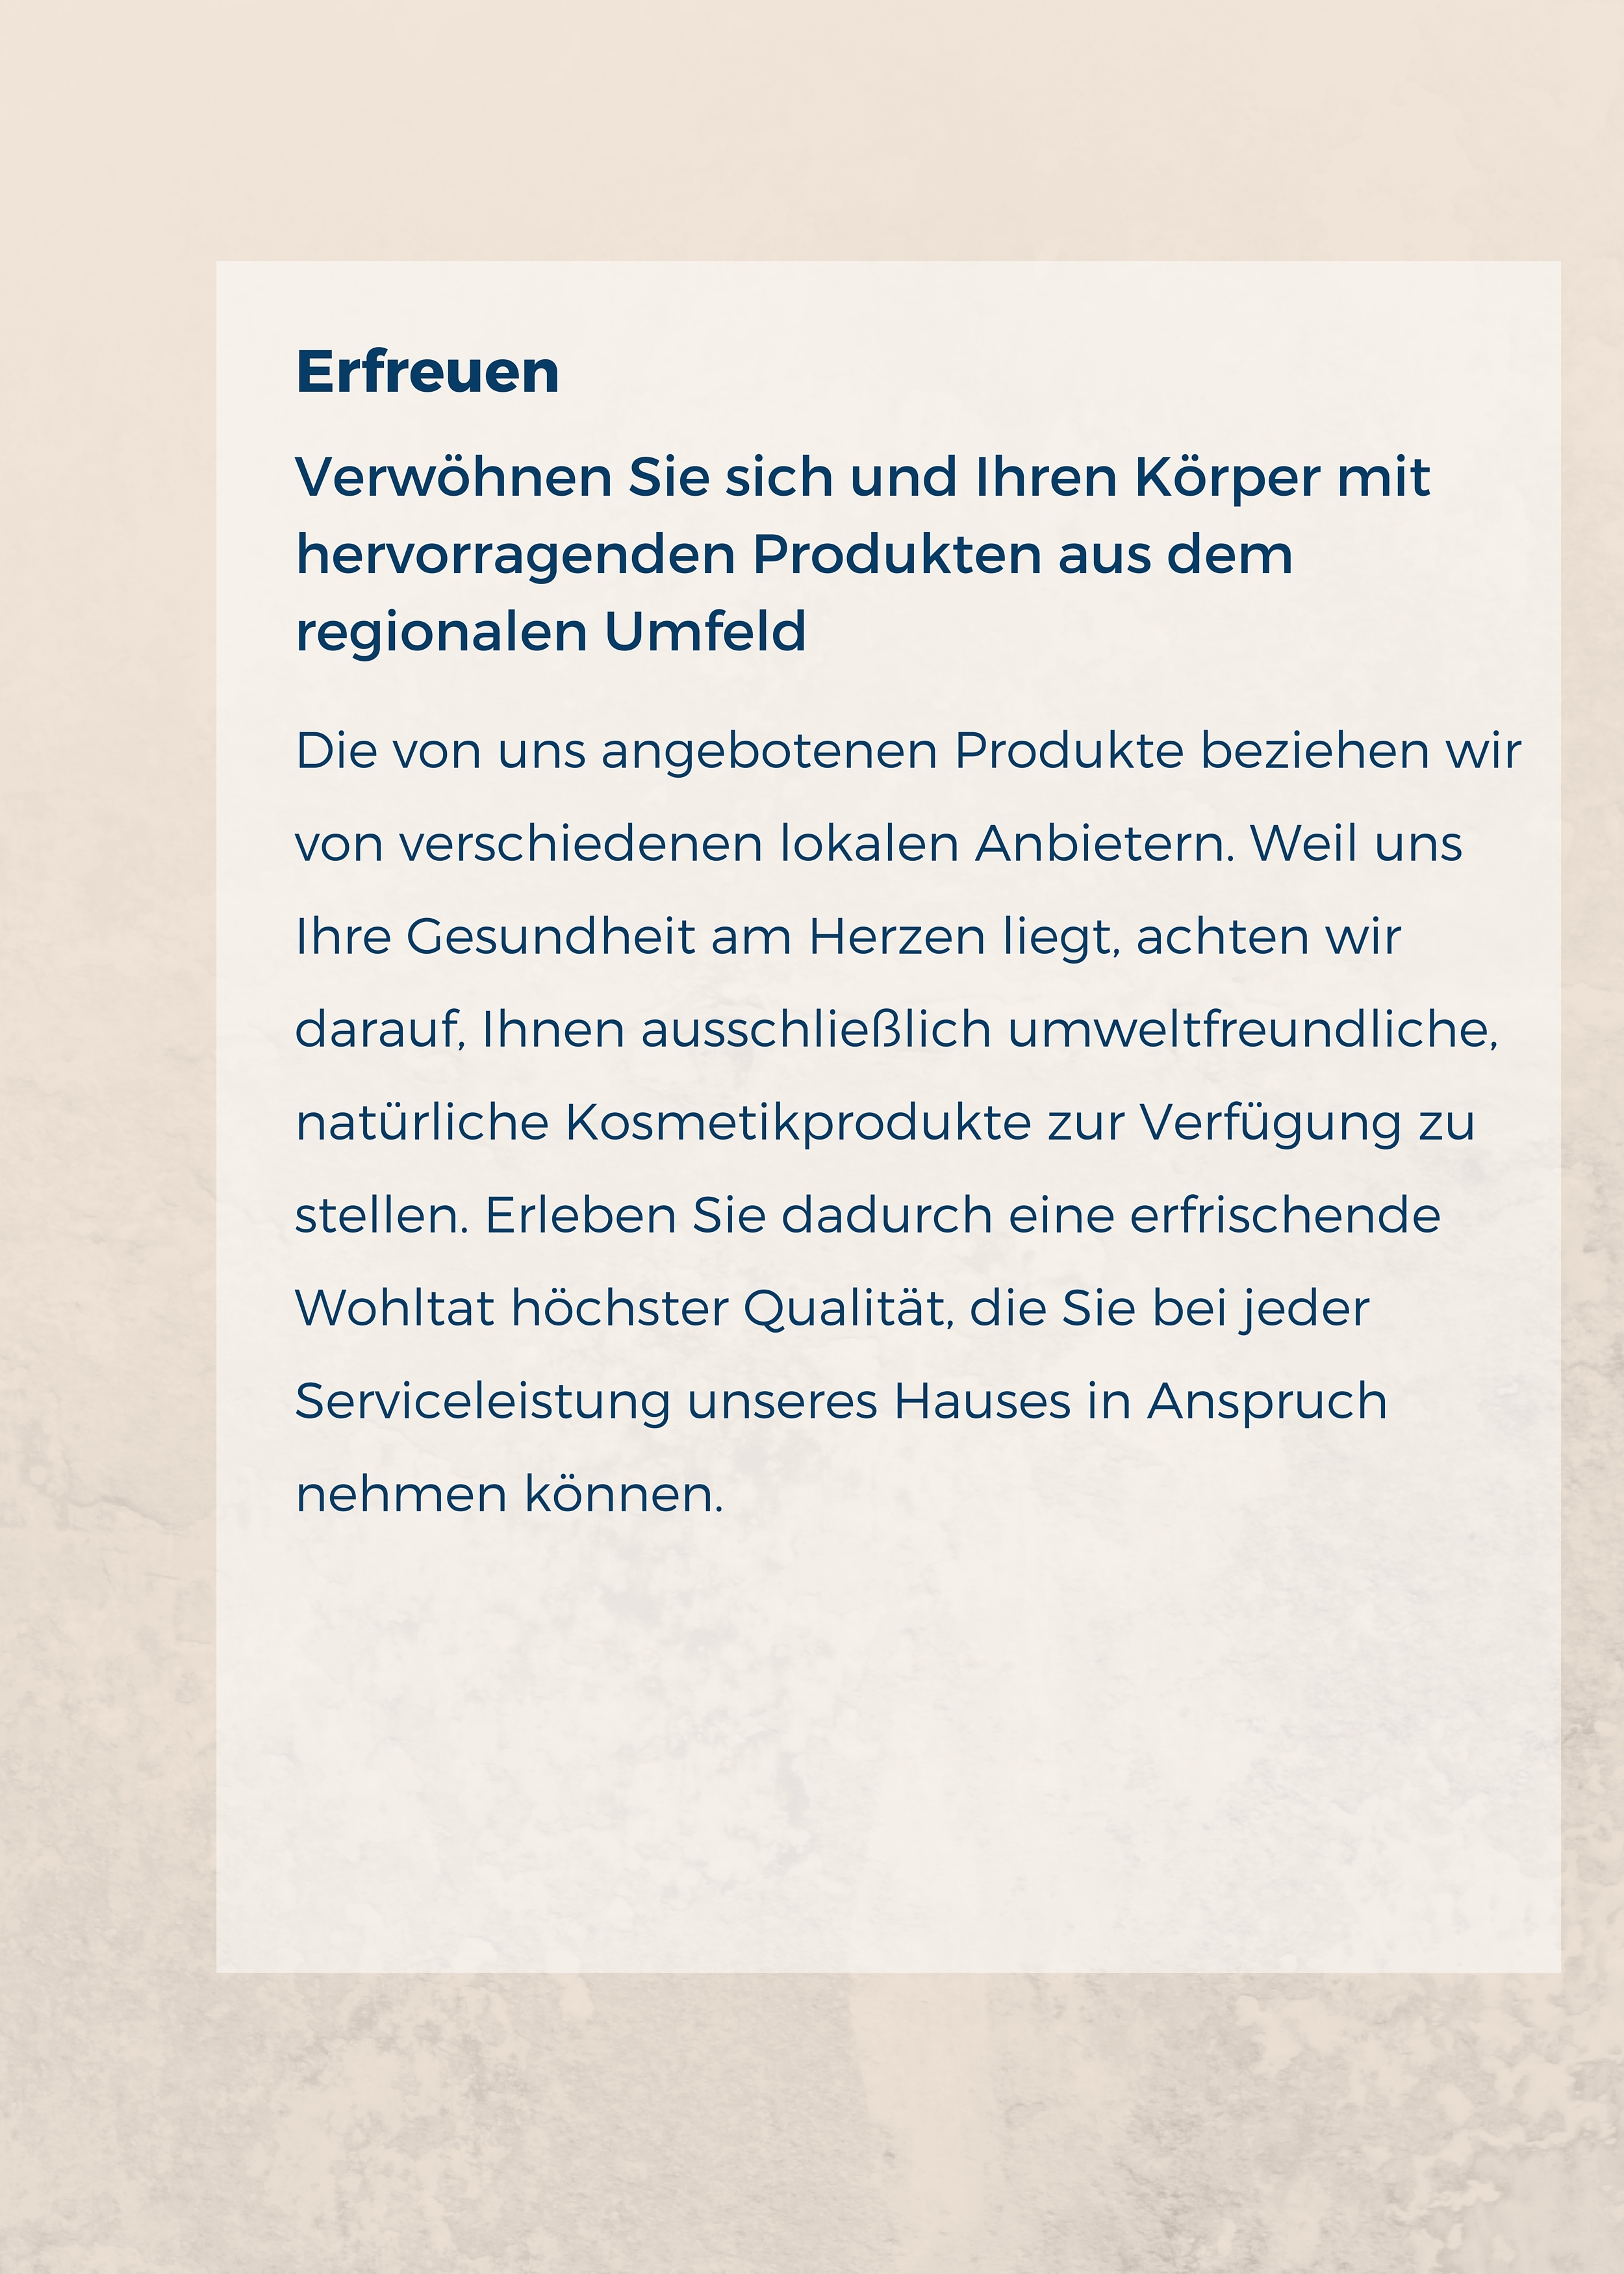 Erfreuen
Verwöhnen Sie sich und Ihren Körper mit
hervorragenden Produkten aus dem
regionalen Umfeld
Die von uns angebotenen Produkte beziehen wir
von verschiedenen lokalen Anbietern. Weil uns
Ihre Gesundheit am Herzen liegt, achten wir
darauf, Ihnen ausschließlich umweltfreundliche,
natürliche Kosmetikprodukte zur Verfügung zu
stellen. Erleben Sie dadurch eine erfrischende
Wohltat höchster Qualität, die Sie bei jeder
Serviceleistung unseres Hauses in Anspruch
nehmen können.